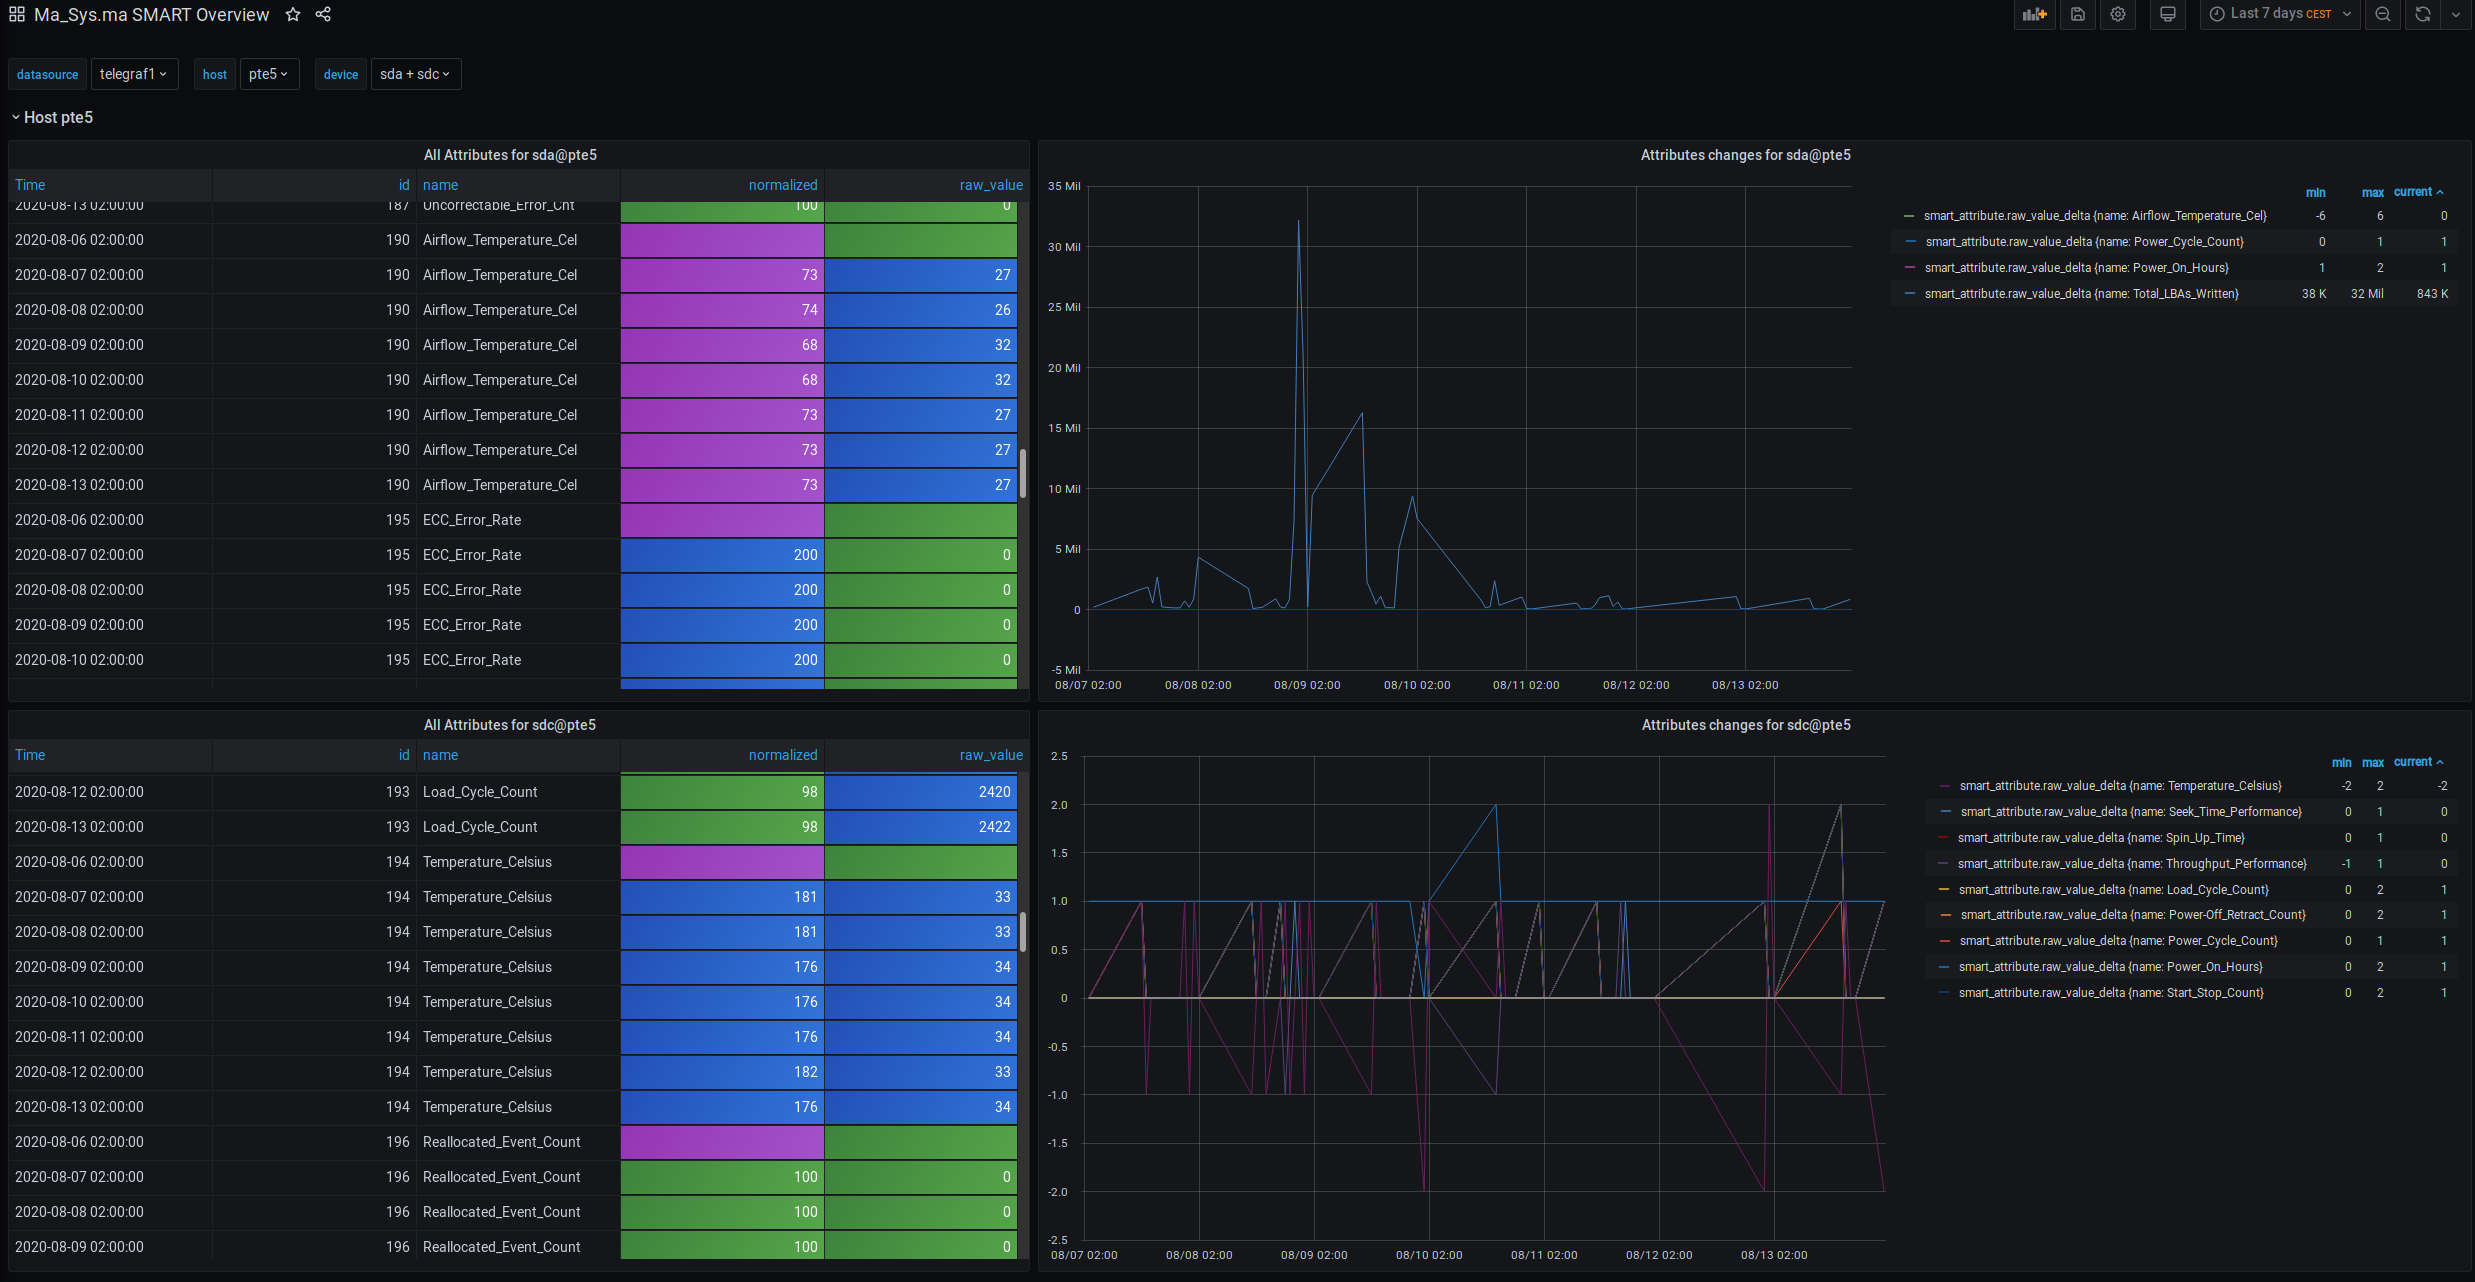 Ma_Sys.ma SMART Overview
Last 7 days CEST
datasource telegraf1 host pte5 device sda + sdc
Host pte5
All Attributes for sda@pte5
Time id name normalized raw_value
2020-08-13 02:00:00 187 Uncorrectable_Error_Cnt 100 0
2020-08-06 02:00:00 190 Airflow_Temperature_Cel
2020-08-07 02:00:00 190 Airflow_Temperature_Cel 73 27
2020-08-08 02:00:00 190 Airflow_Temperature_Cel 74 26
2020-08-09 02:00:00 190 Airflow_Temperature_Cel 68 32
2020-08-10 02:00:00 190 Airflow_Temperature_Cel 68 32
2020-08-11 02:00:00 190 Airflow_Temperature_Cel 73 27
2020-08-12 02:00:00 190 Airflow_Temperature_Cel 73 27
2020-08-13 02:00:00 190 Airflow_Temperature_Cel 73 27
2020-08-06 02:00:00 195 ECC_Error_Rate
2020-08-07 02:00:00 195 ECC_Error_Rate 200 0
2020-08-08 02:00:00 195 ECC_Error_Rate 200 0
2020-08-09 02:00:00 195 ECC_Error_Rate 200 0
2020-08-10 02:00:00 195 ECC_Error_Rate 200 0
Attributes changes for sda@pte5
35 Mil
30 Mil
25 Mil
20 Mil
15 Mil
10 Mil
5 Mil
0
-5 Mil
08/07 02:00 08/08 02:00 08/09 02:00 08/10 02:00 08/11 02:00 08/12 02:00 08/13 02:00
min max current
smart_attribute.raw_value_delta {name: Airflow_Temperature_Cel} -6 6 0
smart_attribute.raw_value_delta {name: Power_Cycle_Count} 0 1 1
smart_attribute.raw_value_delta {name: Power_On_Hours} 1 2 1
smart_attribute.raw_value_delta {name: Total_LBAs_Written} 38 K 32 Mil 843 K
All Attributes for sdc@pte5
Time id name normalized raw_value
2020-08-12 02:00:00 193 Load_Cycle_Count 98 2420
2020-08-13 02:00:00 193 Load_Cycle_Count 98 2422
2020-08-06 02:00:00 194 Temperature_Celsius
2020-08-07 02:00:00 194 Temperature_Celsius 181 33
2020-08-08 02:00:00 194 Temperature_Celsius 181 33
2020-08-09 02:00:00 194 Temperature_Celsius 176 34
2020-08-10 02:00:00 194 Temperature_Celsius 176 34
2020-08-11 02:00:00 194 Temperature_Celsius 176 34
2020-08-12 02:00:00 194 Temperature_Celsius 182 33
2020-08-13 02:00:00 194 Temperature_Celsius 176 34
2020-08-06 02:00:00 196 Reallocated_Event_Count
2020-08-07 02:00:00 196 Reallocated_Event_Count 100 0
2020-08-08 02:00:00 196 Reallocated_Event_Count 100 0
2020-08-09 02:00:00 196 Reallocated_Event_Count 100 0
Attributes changes for sdc@pte5
2.5
2.0
1.5
1.0
0.5
0
-0.5
-1.0
-1.5
-2.0
-2.5
08/07 02:00 08/08 02:00 08/09 02:00 08/10 02:00 08/11 02:00 08/12 02:00 08/13 02:00
min max current
smart_attribute.raw_value_delta {name: Temperature_Celsius} -2 2 -2
smart_attribute.raw_value_delta {name: Seek_Time_Performance} 0 1 0
smart_attribute.raw_value_delta {name: Spin_Up_Time} 0 1 0
smart_attribute.raw_value_delta {name: Throughput_Performance} -1 1 0
smart_attribute.raw_value_delta {name: Load_Cycle_Count} 0 2 1
smart_attribute.raw_value_delta {name: Power-Off_Retract_Count} 0 2 1
smart_attribute.raw_value_delta {name: Power_Cycle_Count} 0 1 1
smart_attribute.raw_value_delta {name: Power_On_Hours} 0 2 1
smart_attribute.raw_value_delta {name: Start_Stop_Count} 0 2 1